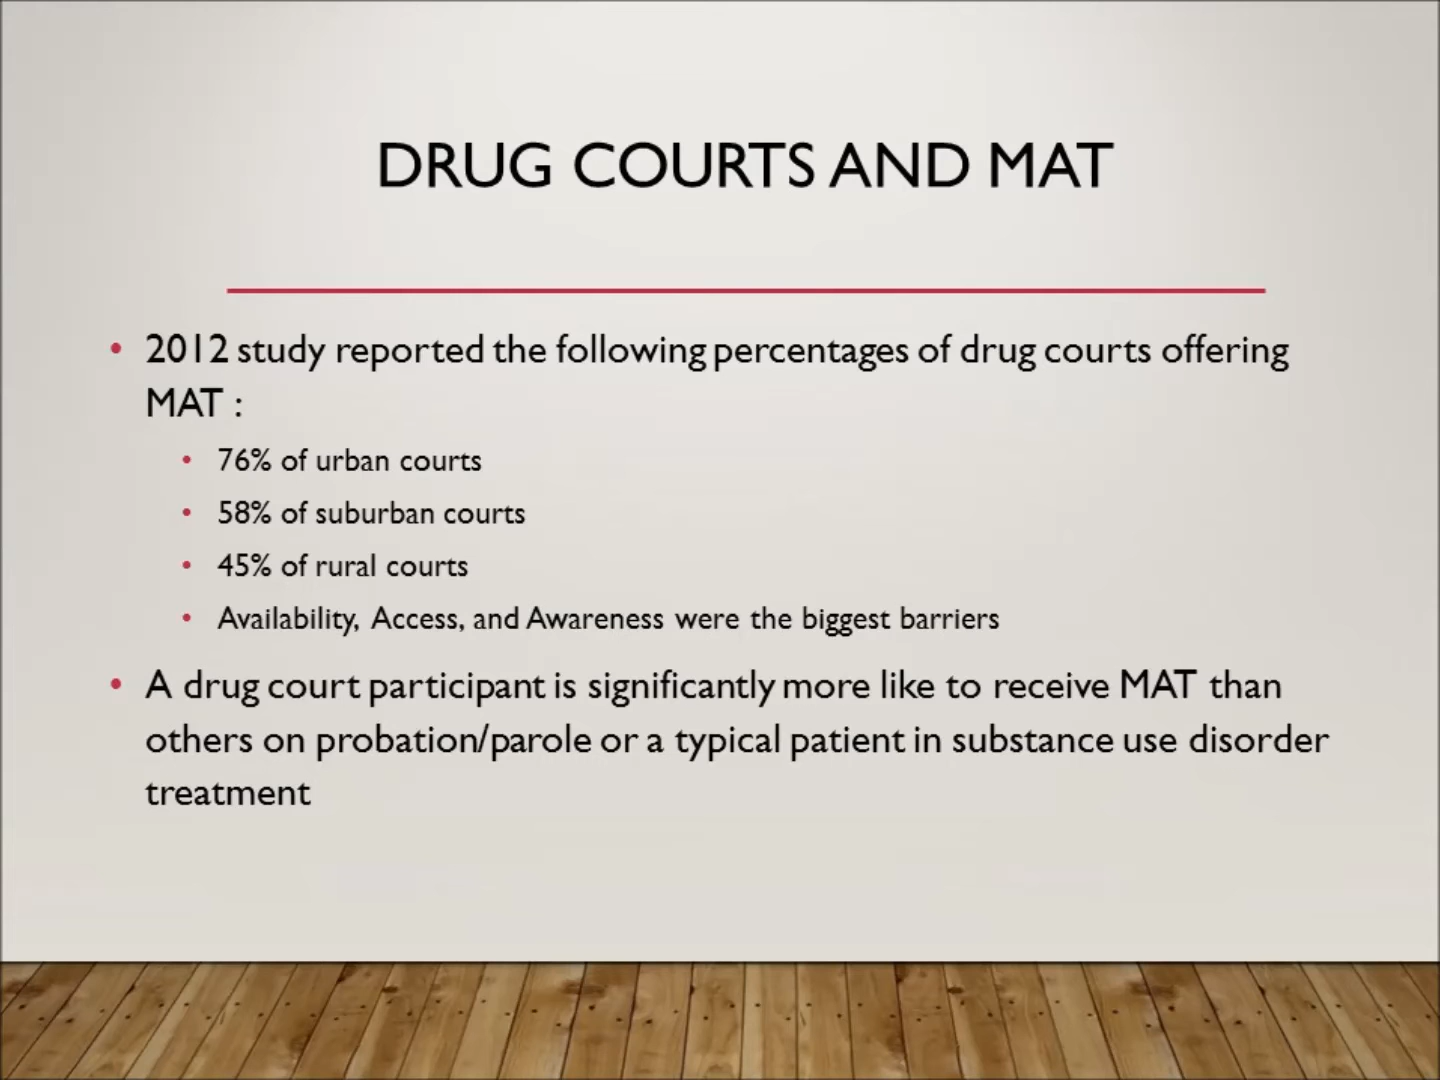 DRUG COURTS AND MAT
• 2012 study reported the following percentages of drug courts offering
MAT :
• 76% of urban courts
• 58% of suburban courts
• 45% of rural courts
• Availability, Access, and Awareness were the biggest barriers
• A drug court participant is significantly more like to receive MAT than
others on probation/parole or a typical patient in substance use disorder
treatment